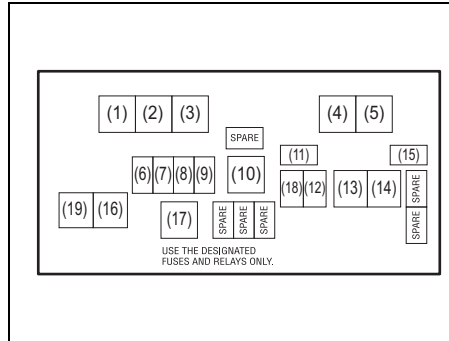 (1) (2) (3) (4) (5)
SPARE
(11) (15)
(6) (7) (8) (9) (10) (18) (12) (13) (14) SPARE
(19) (16) (17) SPARE SPARE SPARE SPARE
USE THE DESIGNATED
FUSES AND RELAYS ONLY.